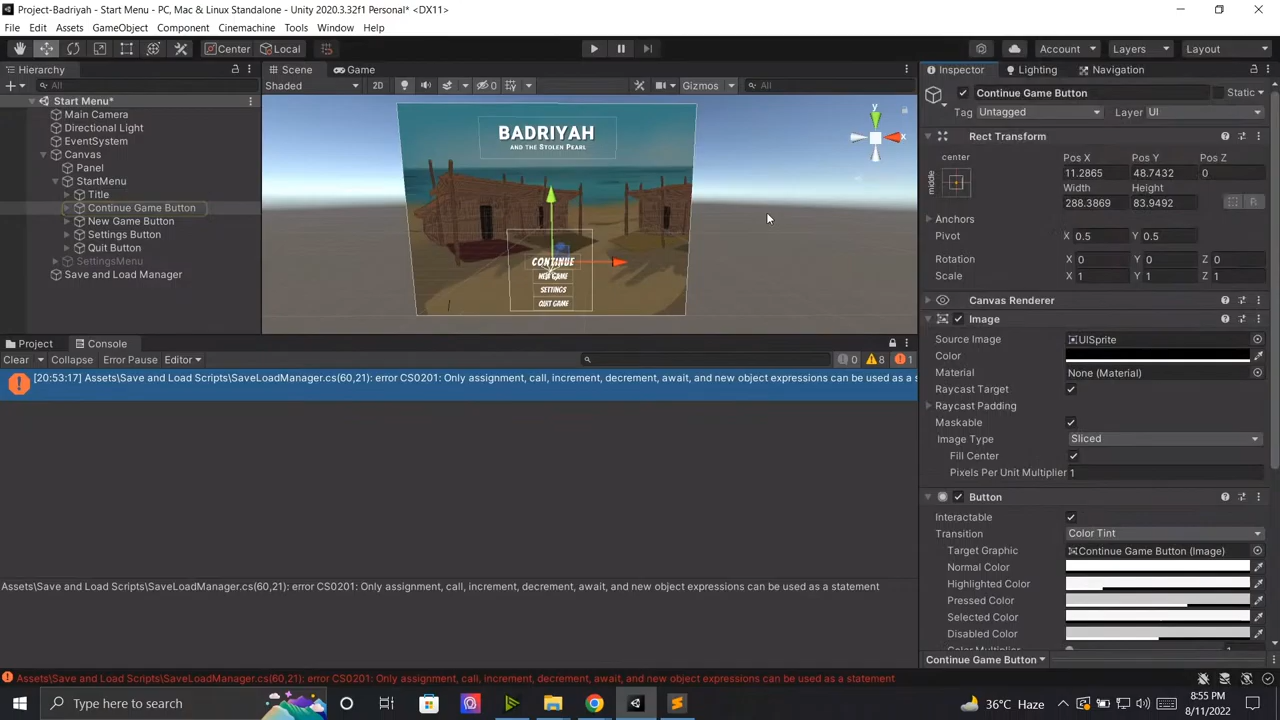 Project-Badriyah - Start Menu - PC, Mac & Linux Standalone - Unity 2020.3.32f1 Personal* <DX11>
File Edit Assets GameObject Component Cinemachine Tools Window Help
Center Local Account Layers Layout
Hierarchy Scene Game Inspector Lighting Navigation
All Shaded 2D 0 Gizmos All Continue Game Button Static
Start Menu*
Main Camera
Directional Light
EventSystem
Canvas
Panel
StartMenu
Title
Continue Game Button
New Game Button
Settings Button
Quit Button
SettingsMenu
Save and Load Manager
BADRIYAH
AND THE STOLEN PEARL
CONTINUE
NEW GAME
SETTINGS
QUIT GAME
y
x
Tag Untagged Layer UI
Rect Transform
center Pos X Pos Y Pos Z
middle 11.2865 48.7432 0
Width Height
288.3869 83.9492 R
Anchors
Pivot X 0.5 Y 0.5
Rotation X 0 Y 0 Z 0
Scale X 1 Y 1 Z 1
Canvas Renderer
Image
Source Image UISprite
Color
Material None (Material)
Raycast Target
Raycast Padding
Maskable
Image Type Sliced
Fill Center
Pixels Per Unit Multiplier 1
Button
Interactable
Transition Color Tint
Target Graphic Continue Game Button (Image)
Normal Color
Highlighted Color
Pressed Color
Selected Color
Disabled Color
Continue Game Button
Project Console
Clear Collapse Error Pause Editor 0 8 1
[20:53:17] Assets\Save and Load Scripts\SaveLoadManager.cs(60,21): error CS0201: Only assignment, call, increment, decrement, await, and new object expressions can be used as a s
Assets\Save and Load Scripts\SaveLoadManager.cs(60,21): error CS0201: Only assignment, call, increment, decrement, await, and new object expressions can be used as a statement
Assets\Save and Load Scripts\SaveLoadManager.cs(60,21): error CS0201: Only assignment, call, increment, decrement, await, and new object expressions can be used as a statement
Type here to search 36°C Haze 8:55 PM
8/11/2022